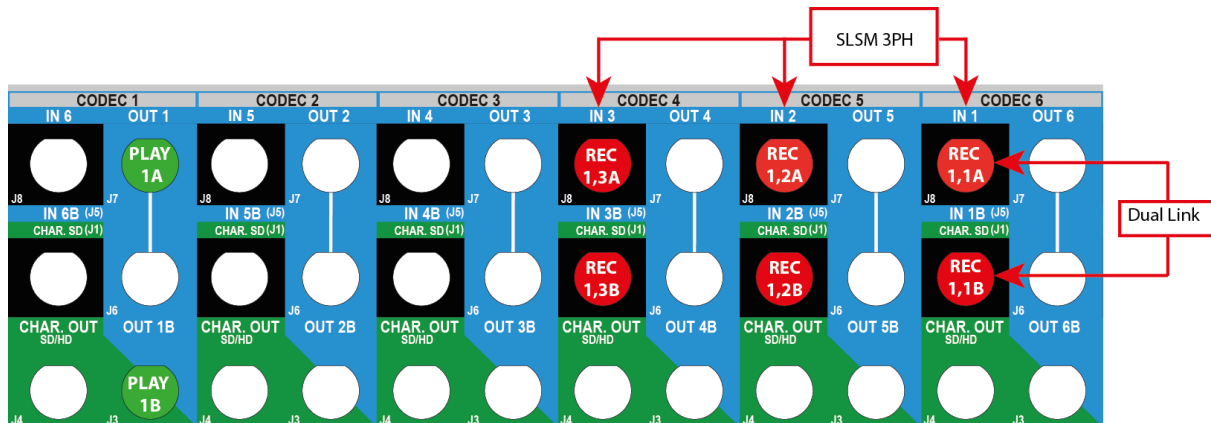 SLSM 3PH
CODEC 1 CODEC 2 CODEC 3 CODEC 4 CODEC 5 CODEC 6
IN 6 OUT 1 IN 5 OUT 2 IN 4 OUT 3 IN 3 OUT 4 IN 2 OUT 5 IN 1 OUT 6
PLAY REC REC REC
1A 1,3A 1,2A 1,1A
J8 J7 J8 J7 J8 J7 J8 J7 J8 J7 J8 J7
IN 6B (J5) IN 5B (J5) IN 4B (J5) IN 3B (J5) IN 2B (J5) IN 1B (J5) Dual Link
CHAR. SD (J1) CHAR. SD (J1) CHAR. SD (J1) CHAR. SD (J1) CHAR. SD (J1) CHAR. SD (J1)
REC REC REC
1,3B 1,2B 1,1B
J6 J6 J6 J6 J6 J6
CHAR. OUT OUT 1B CHAR. OUT OUT 2B CHAR. OUT OUT 3B CHAR. OUT OUT 4B CHAR. OUT OUT 5B CHAR. OUT OUT 6B
SD/HD SD/HD SD/HD SD/HD SD/HD SD/HD
PLAY
1B
J4 J3 J4 J3 J4 J3 J4 J3 J4 J3 J4 J3